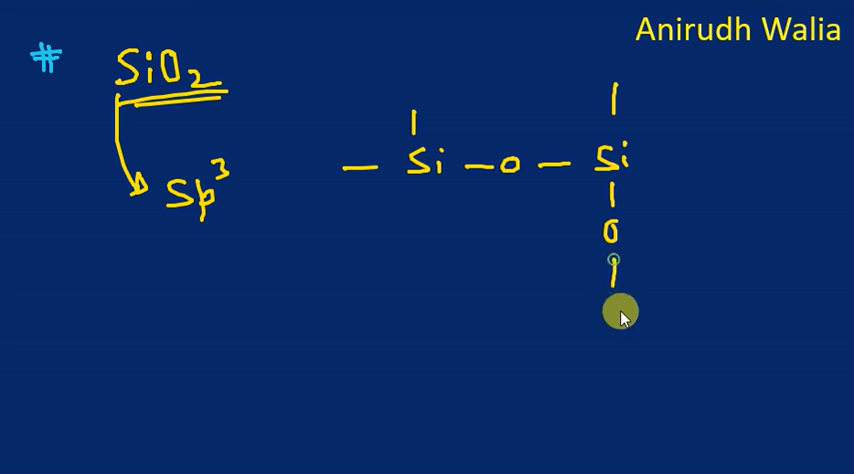 Anirudh Walia
# SiO2
Sp3
Si - o - Si
o